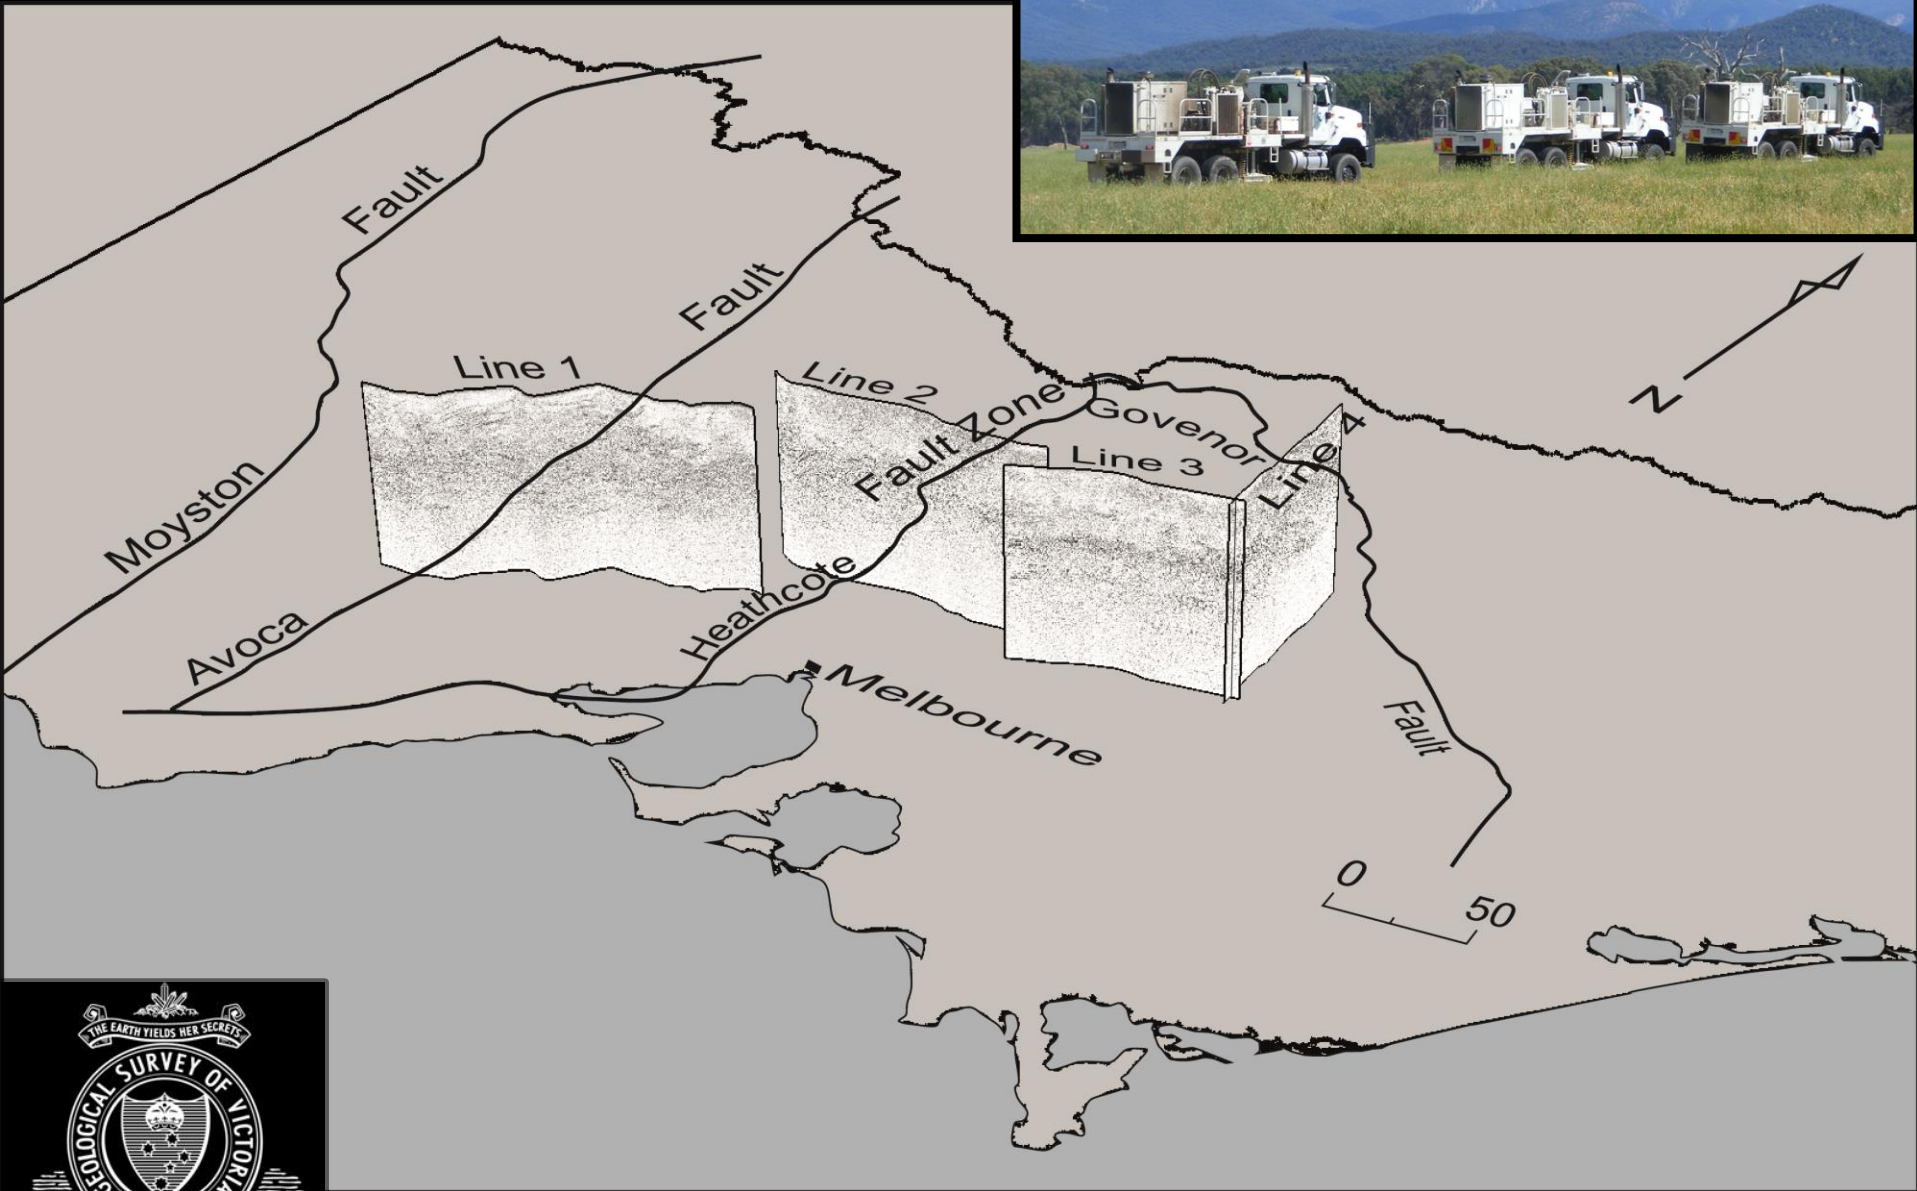 Moyston Fault
Avoca Fault
Heathcote Fault Zone
Govenor Fault
Line 1
Line 2
Line 3
Line 4
N
Melbourne
0 50
THE EARTH YIELDS HER SECRETS
GEOLOGICAL SURVEY OF VICTORIA